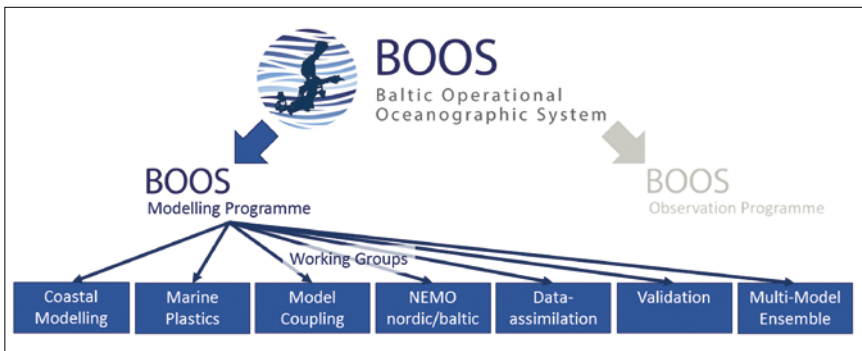 BOOS
Baltic Operational
Oceanographic System
BOOS
Modelling Programme
BOOS
Observation Programme
Working Groups
Coastal
Modelling
Marine
Plastics
Model
Coupling
NEMO
nordic/baltic
Data-
assimilation
Validation
Multi-Model
Ensemble